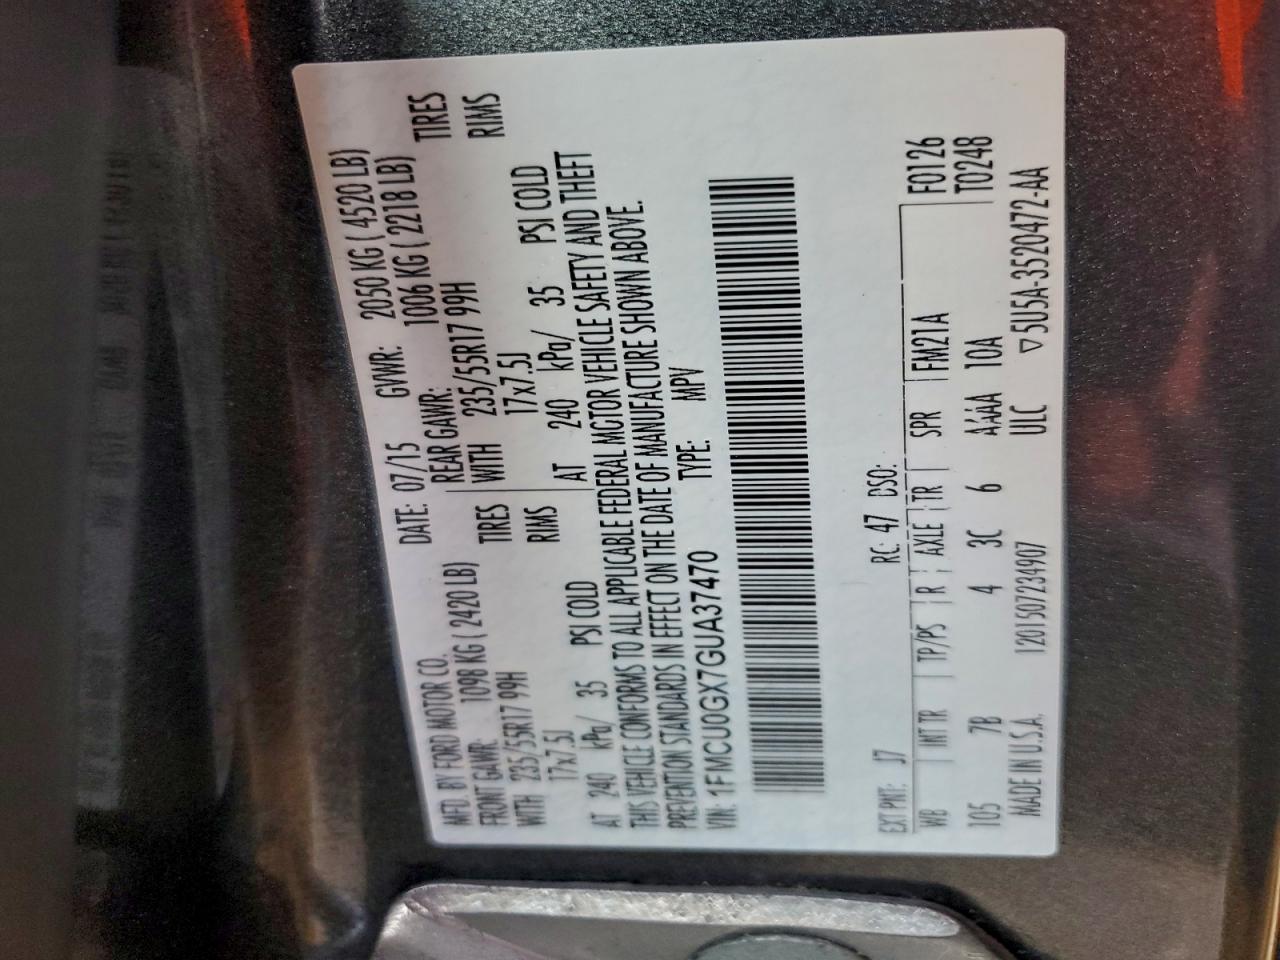 MFD. BY FORD MOTOR CO. DATE: 07/15 GVWR: 2050 KG ( 4520 LB)
FRONT GAWR: 1098 KG ( 2420 LB) REAR GAWR: 1006 KG ( 2218 LB)
WITH 235/55R17 99H TIRES WITH 235/55R17 99H TIRES
17x7.5J RIMS 17x7.5J RIMS
AT 240 kPa/ 35 PSI COLD AT 240 kPa/ 35 PSI COLD
THIS VEHICLE CONFORMS TO ALL APPLICABLE FEDERAL MOTOR VEHICLE SAFETY AND THEFT
PREVENTION STANDARDS IN EFFECT ON THE DATE OF MANUFACTURE SHOWN ABOVE.
VIN: 1FMCU0GX7GUA37470 TYPE: MPV
EXT PNT: J7 RC: 47 DSO:
WB INT TR TP/PS R AXLE TR SPR FM21A F0126
105 7B 4 3C 6 AAAA 10A T0248
MADE IN U.S.A. 1201507234907 ULC ▽5U5A-3520472-AA